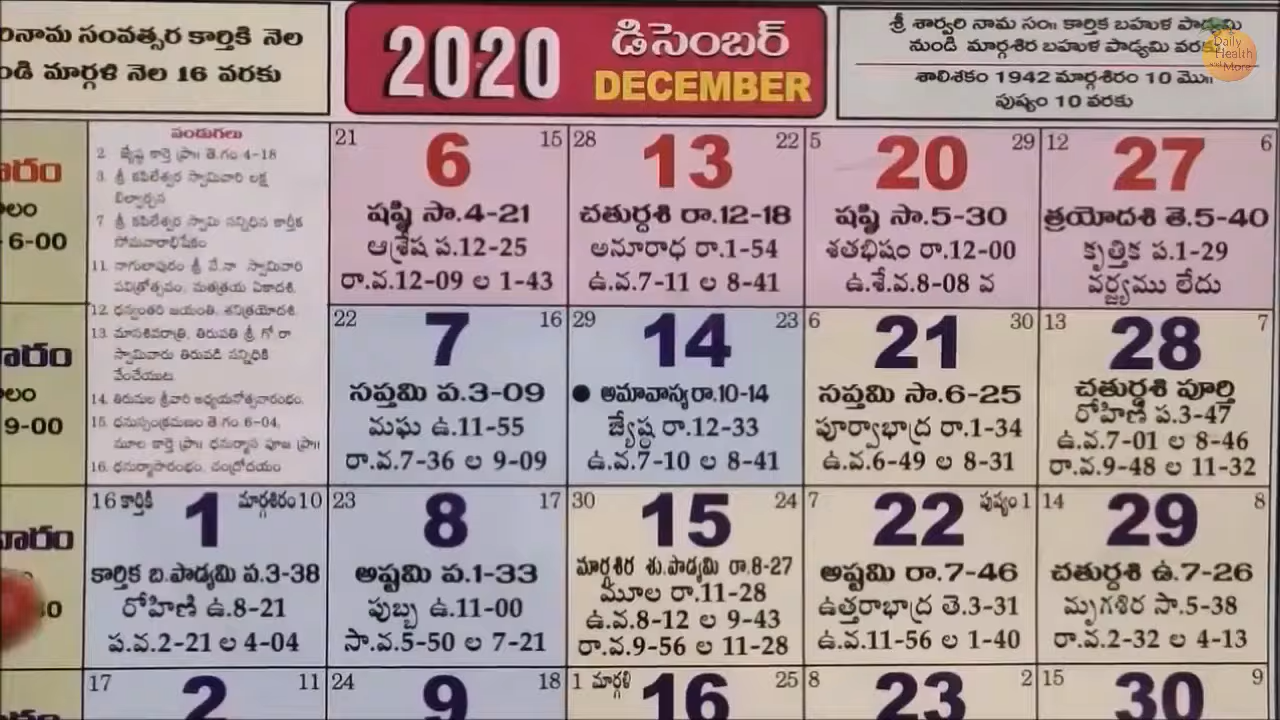 రినామ సంవత్సర కార్తికి నెల
ండి మార్గళి నెల 16 వరకు
2020 డిసెంబర్
DECEMBER
శ్రీ శార్వరి నామ సం॥ కార్తిక బహుళ పాడ్యమి
నుండి మార్గశిర బహుళ పాడ్యమి వరకు
శాలిశకం 1942 మార్గశిరం 10 మొ॥
పుష్యం 10 వరకు
Daily
Health
More
పండుగలు
2. జ్యేష్ఠ కార్తె ప్రా॥ తె.గం 4-18
3. శ్రీ కపిలేశ్వర స్వామివారి లక్ష
బిల్వార్చన
7 శ్రీ కపిలేశ్వర స్వామి సన్నిధిన కార్తీక
సోమవారాభిషేకం
11. నాగులాపురం శ్రీ వే.నా స్వామివారి
పవిత్రోత్సవం, మతత్రయ ఏకాదశి.
12. ధన్వంతరి జయంతి, శనిత్రయోదశి.
13. మాసశివరాత్రి, తిరుపతి శ్రీ గో రా
స్వామివారు తిరువడి సన్నిధికి
వేంచేయుట
14. తిరుమల శ్రీవారి అధ్యయనోత్సవారంభం.
15. ధనుస్సంక్రమణం తె.గం 6-04,
మూల కార్తె ప్రా॥ ధనుర్మాస పూజ ప్రా॥
16. ధనుర్మాసారంభం, చంద్రోదయం
రం
లం
6-00
21 6 15
షష్ఠి సా.4-21
ఆశ్రేష ప.12-25
రా.వ.12-09 ల 1-43
28 13 22
చతుర్దశి రా.12-18
అనూరాధ రా.1-54
ఉ.వ.7-11 ల 8-41
5 20 29
షష్ఠి సా.5-30
శతభిషం రా.12-00
ఉ.శే.వ.8-08 వ
12 27 6
త్రయోదశి తె.5-40
కృత్తిక ప.1-29
వర్జ్యము లేదు
వారం
లం
9-00
22 7 16
సప్తమి ప.3-09
మఘ ఉ.11-55
రా.వ.7-36 ల 9-09
29 14 23
● అమావాస్య రా.10-14
జ్యేష్ఠ రా.12-33
ఉ.వ.7-10 ల 8-41
6 21 30
సప్తమి సా.6-25
పూర్వాభాద్ర రా.1-34
ఉ.వ.6-49 ల 8-31
13 28 7
చతుర్దశి పూర్తి
రోహిణి ప.3-47
ఉ.వ.7-01 ల 8-46
రా.వ.9-48 ల 11-32
వారం
16 కార్తికి 1 మార్గశిరం 10
కార్తిక బ.పాడ్యమి ప.3-38
రోహిణి ఉ.8-21
ప.వ.2-21 ల 4-04
23 8 17
అష్టమి ప.1-33
పుబ్బ ఉ.11-00
సా.వ.5-50 ల 7-21
30 15 24
మార్గశిర శు.పాడ్యమి రా.8-27
మూల రా.11-28
ఉ.వ.8-12 ల 9-43
రా.వ.9-56 ల 11-28
7 22 పుష్యం 1
అష్టమి రా.7-46
ఉత్తరాభాద్ర తె.3-31
ఉ.వ.11-56 ల 1-40
14 29 8
చతుర్దశి ఉ.7-26
మృగశిర సా.5-38
రా.వ.2-32 ల 4-13
17 2 11
24 9 18
1 మార్గళి 16 25
8 23 2
15 30 9